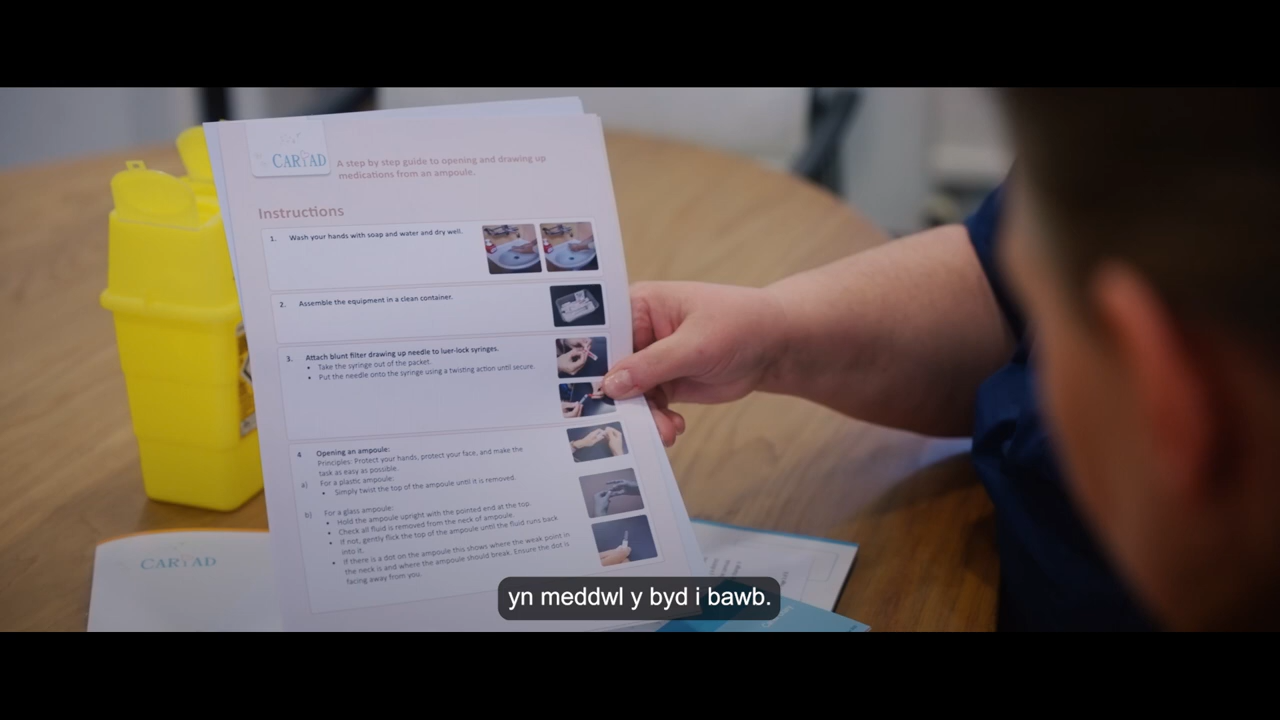 CARiAD
A step by step guide to opening and drawing up
medications from an ampoule.
Instructions
1. Wash your hands with soap and water and dry well.
2. Assemble the equipment in a clean container.
3. Attach blunt filter drawing up needle to luer-lock syringes.
• Take the syringe out of the packet.
• Put the needle onto the syringe using a twisting action until secure.
4 Opening an ampoule:
Principles: Protect your hands, protect your face, and make the
task as easy as possible.
a) For a plastic ampoule:
• Simply twist the top of the ampoule until it is removed.
b) For a glass ampoule:
• Hold the ampoule upright with the pointed end at the top.
• Check all fluid is removed from the neck of ampoule.
• If not, gently flick the top of the ampoule until the fluid runs back
into it.
• If there is a dot on the ampoule this shows where the weak point in
the neck is and where the ampoule should break. Ensure the dot is
facing away from you.
CARiAD
yn meddwl y byd i bawb.